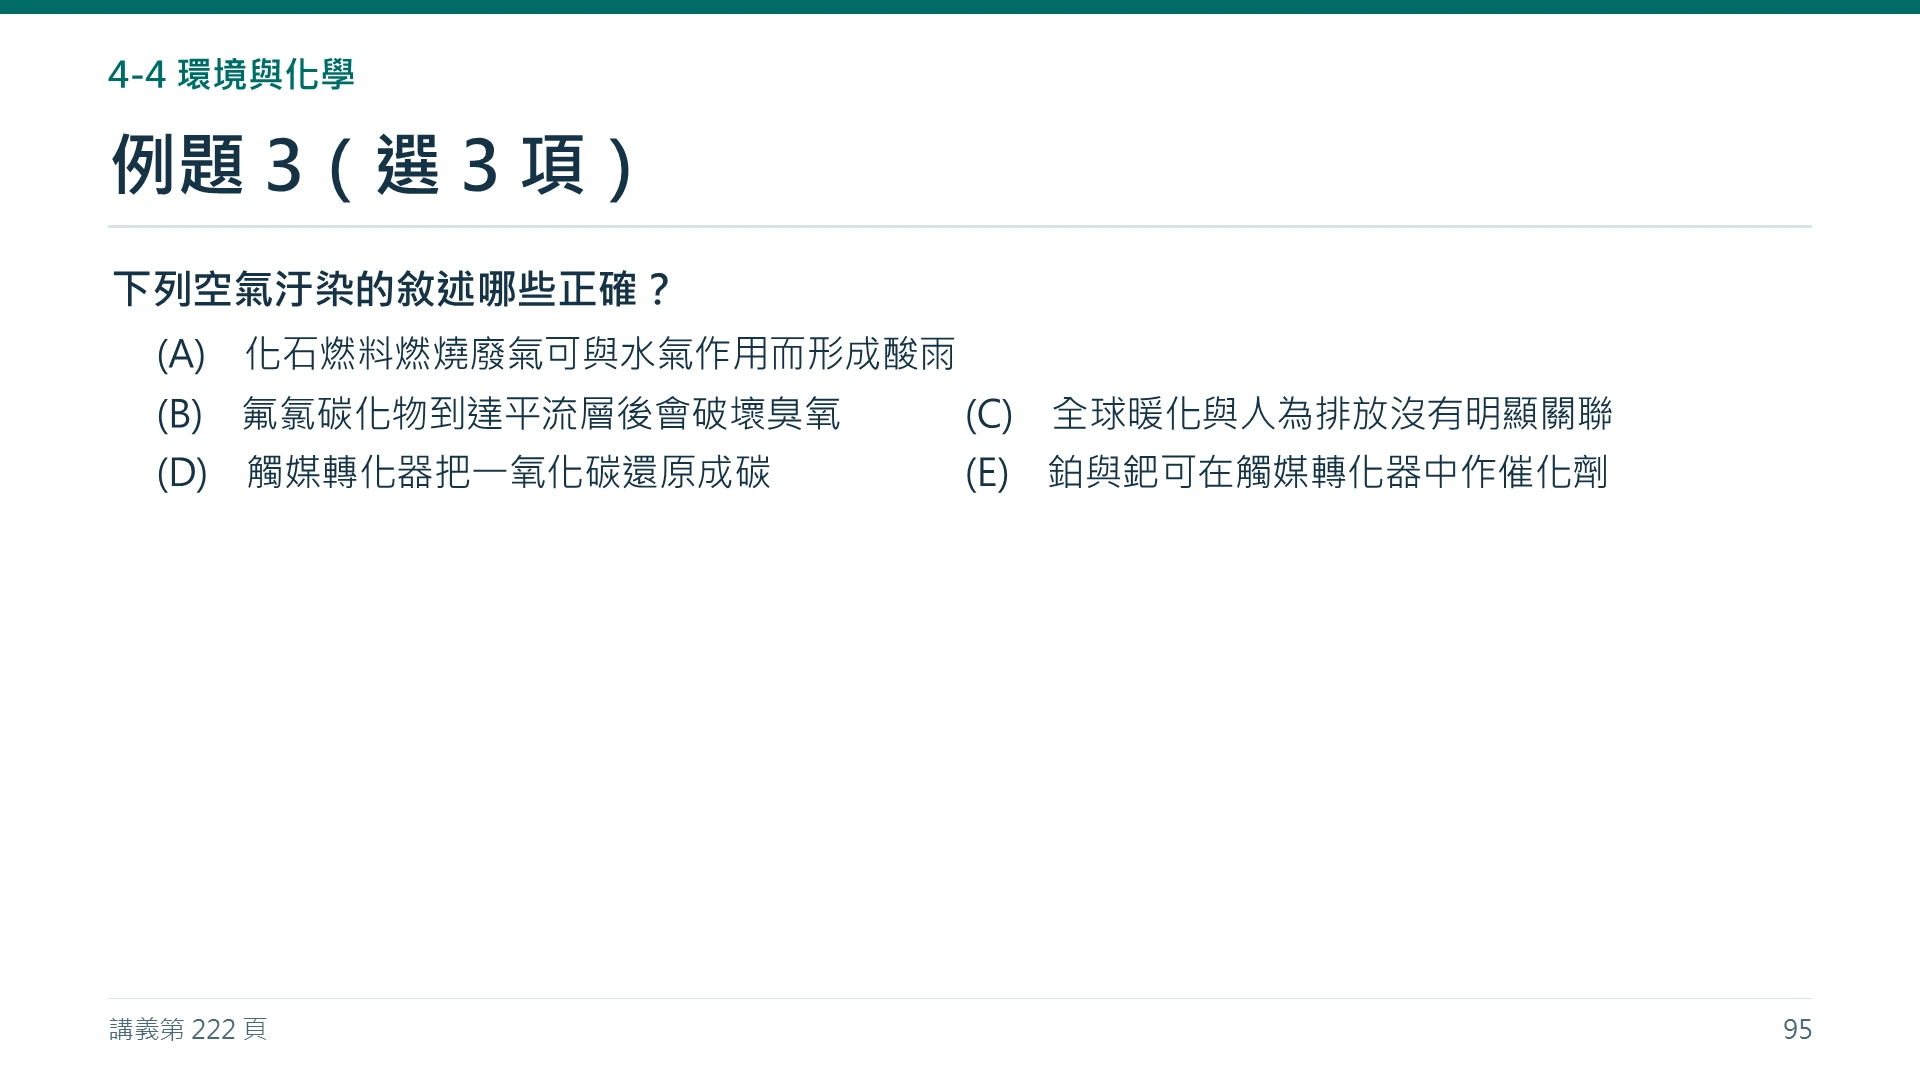 4-4 環境與化學
例題 3（選 3 項）
下列空氣汙染的敘述哪些正確？
(A) 化石燃料燃燒廢氣可與水氣作用而形成酸雨
(B) 氟氯碳化物到達平流層後會破壞臭氧 (C) 全球暖化與人為排放沒有明顯關聯
(D) 觸媒轉化器把一氧化碳還原成碳 (E) 鉑與鈀可在觸媒轉化器中作催化劑
講義第 222 頁 95